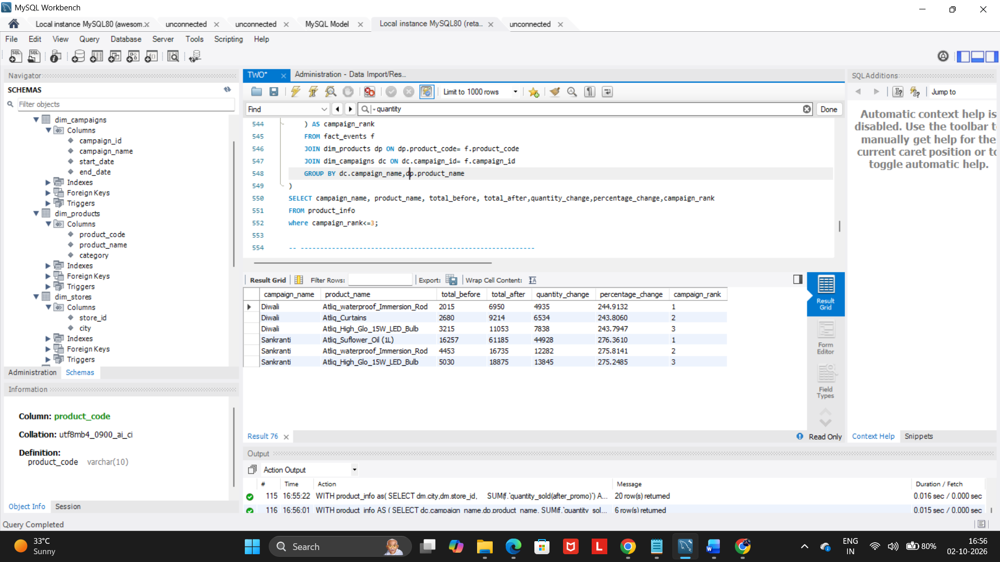 MySQL Workbench
Local instance MySQL80 (awesom... unconnected unconnected MySQL Model Local instance MySQL80 (reta... unconnected
File Edit View Query Database Server Tools Scripting Help
Navigator
SCHEMAS
Filter objects
dim_campaigns
Columns
campaign_id
campaign_name
start_date
end_date
Indexes
Foreign Keys
Triggers
dim_products
Columns
product_code
product_name
category
Indexes
Foreign Keys
Triggers
dim_stores
Columns
store_id
city
Indexes
Foreign Keys
Triggers
Administration Schemas
Information
Column: product_code
Collation: utf8mb4_0900_ai_ci
Definition:
product_code varchar(10)
Object Info Session
Query Completed
TWO* Administration - Data Import/Res...
Limit to 1000 rows
Find quantity Done
544 ) AS campaign_rank
545 FROM fact_events f
546 JOIN dim_products dp ON dp.product_code= f.product_code
547 JOIN dim_campaigns dc ON dc.campaign_id= f.campaign_id
548 GROUP BY dc.campaign_name,dp.product_name
549 )
550 SELECT campaign_name, product_name, total_before, total_after,quantity_change,percentage_change,campaign_rank
551 FROM product_info
552 where campaign_rank<=3;
553
554 -- ------------------------------------------------------------
Result Grid Filter Rows: Export: Wrap Cell Content:
campaign_name product_name total_before total_after quantity_change percentage_change campaign_rank
Diwali Atliq_waterproof_Immersion_Rod 2015 6950 4935 244.9132 1
Diwali Atliq_Curtains 2680 9214 6534 243.8060 2
Diwali Atliq_High_Glo_15W_LED_Bulb 3215 11053 7838 243.7947 3
Sankranti Atliq_Suflower_Oil (1L) 16257 61185 44928 276.3610 1
Sankranti Atliq_waterproof_Immersion_Rod 4453 16735 12282 275.8141 2
Sankranti Atliq_High_Glo_15W_LED_Bulb 5030 18875 13845 275.2485 3
Result Grid
Form Editor
Field Types
Result 76 Read Only
Output
Action Output
# Time Action Message Duration / Fetch
115 16:55:22 WITH product_info as( SELECT dm.city,dm.store_id, SUM(f.`quantity_sold(after_promo)`) A... 20 row(s) returned 0.016 sec / 0.000 sec
116 16:56:01 WITH product_info AS ( SELECT dc.campaign_name,dp.product_name, SUM(f.`quantity_sol... 6 row(s) returned 0.015 sec / 0.000 sec
SQLAdditions
Jump to
Automatic context help is
disabled. Use the toolbar t
manually get help for the
current caret position or to
toggle automatic help.
Context Help Snippets
33°C
Sunny
Search
ENG
IN
80%
16:56
02-10-2026